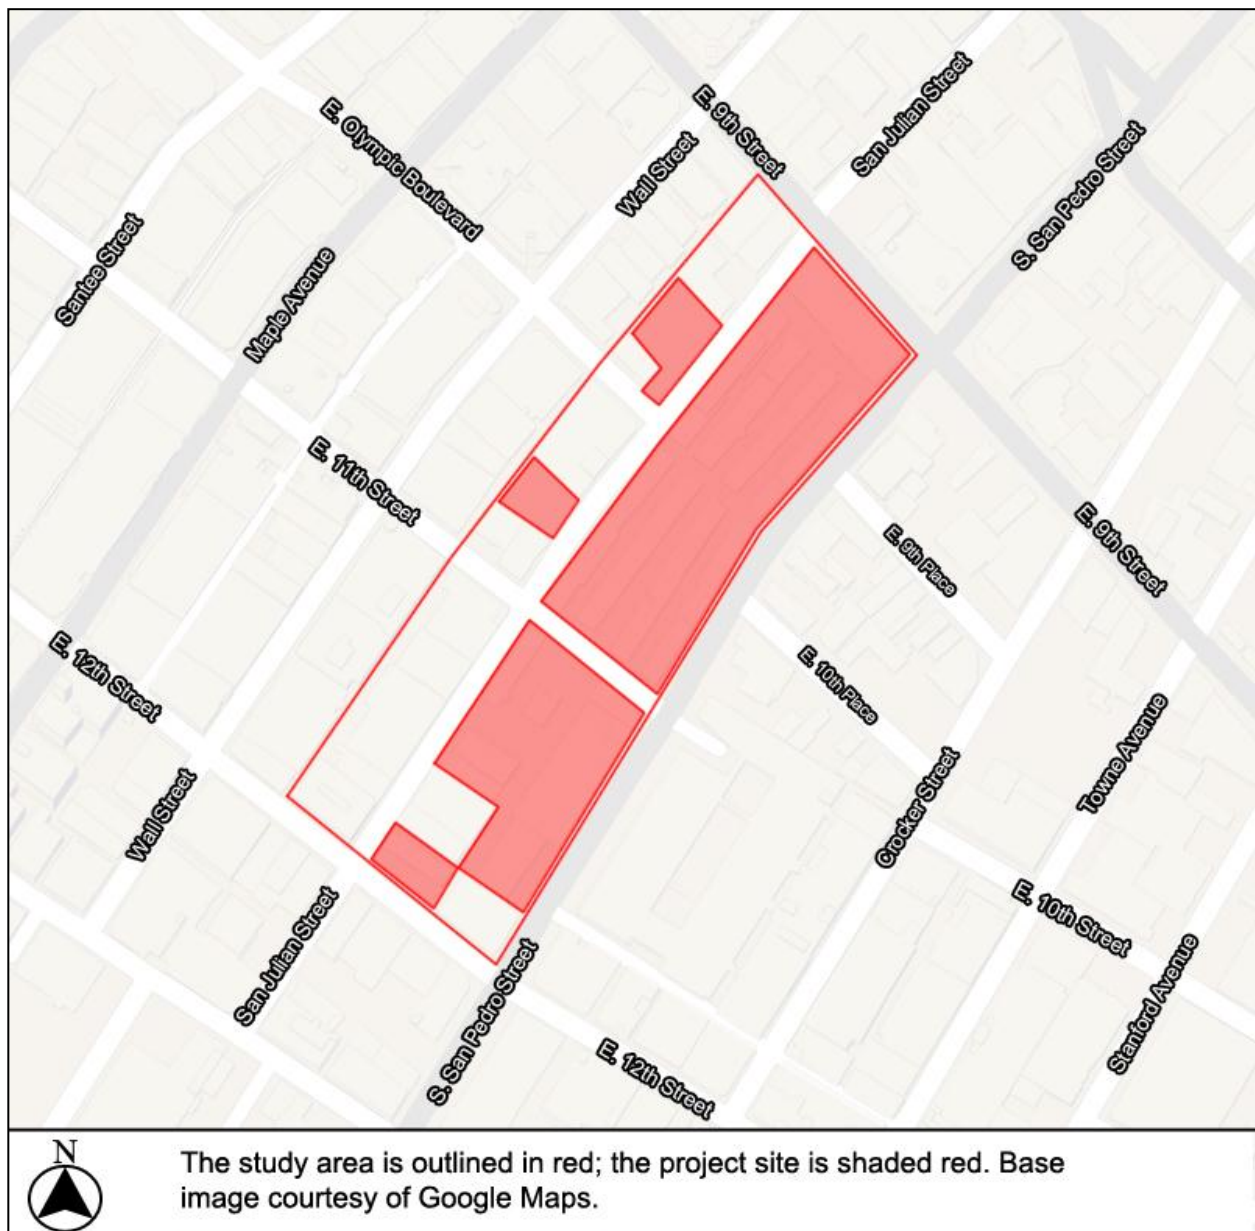 E. Olympic Boulevard
E. 9th Street
San Julian Street
Wall Street
S. San Pedro Street
Santee Street
Maple Avenue
E. 11th Street
E. 9th Street
E. 9th Place
E. 12th Street
E. 10th Place
Towne Avenue
Wall Street
Crocker Street
San Julian Street
E. 10th Street
S. San Pedro Street
Stanford Avenue
E. 12th Street
N
The study area is outlined in red; the project site is shaded red. Base
image courtesy of Google Maps.